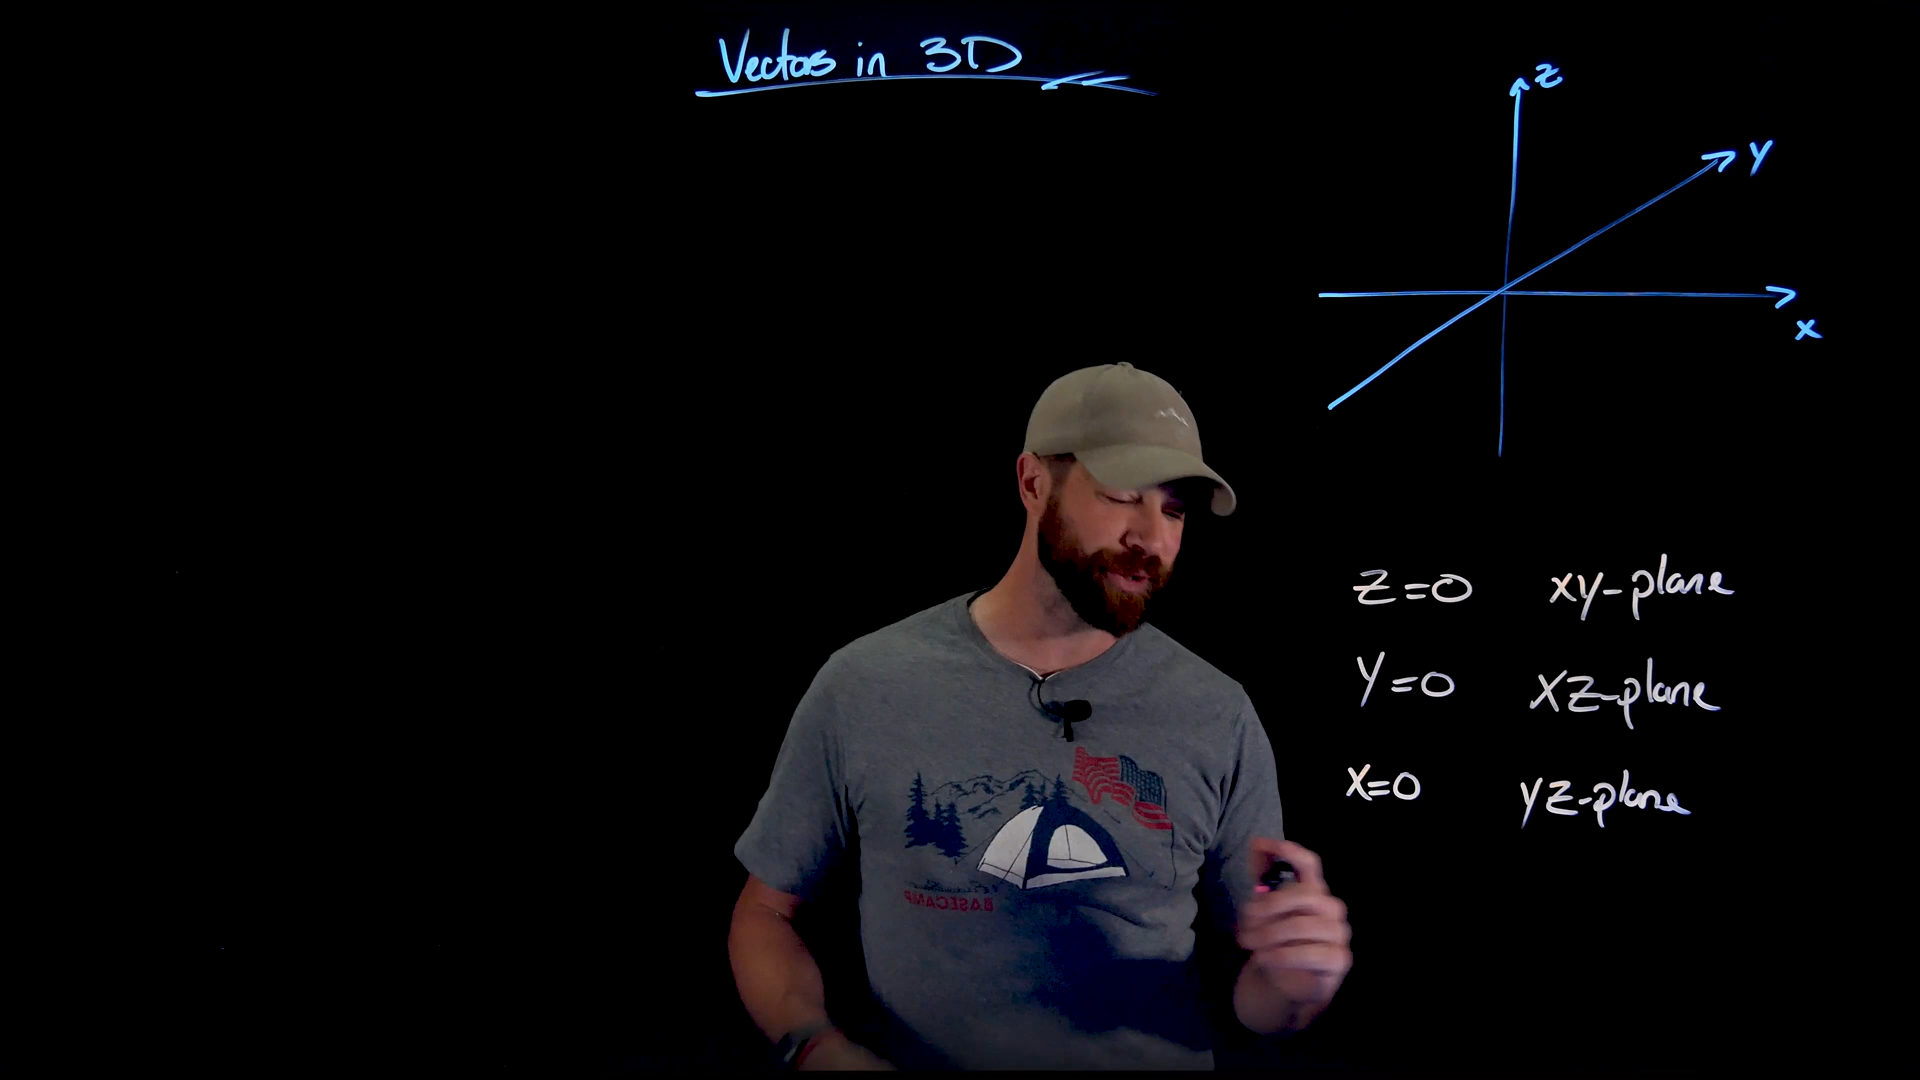 Vectors in 3D
z
y
x
z=0 xy-plane
y=0 xz-plane
x=0 yz-plane
BASECAMP